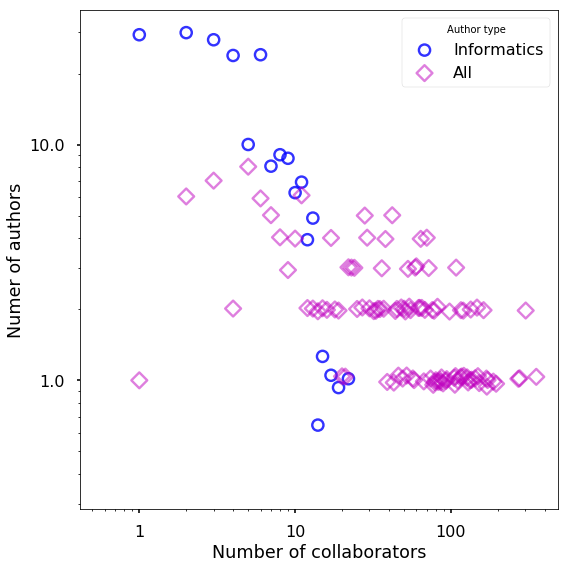 Author type
Informatics
All
10.0
1.0
Numer of authors
1
10
100
Number of collaborators